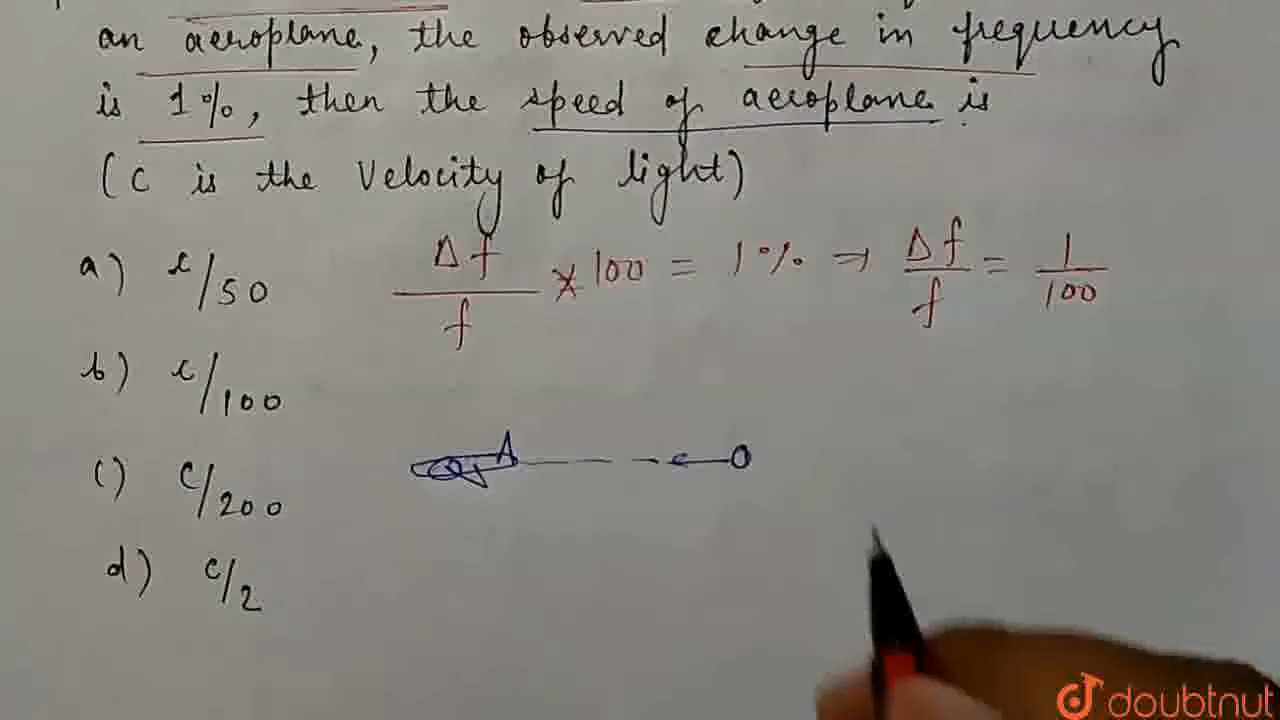 an aeroplane, the observed change in frequency
is 1%, then the speed of aeroplane is
(C is the Velocity of light)
a) c/50 Δf/f × 100 = 1% → Δf/f = 1/100
b) c/100
c) c/200
d) c/2
doubtnut